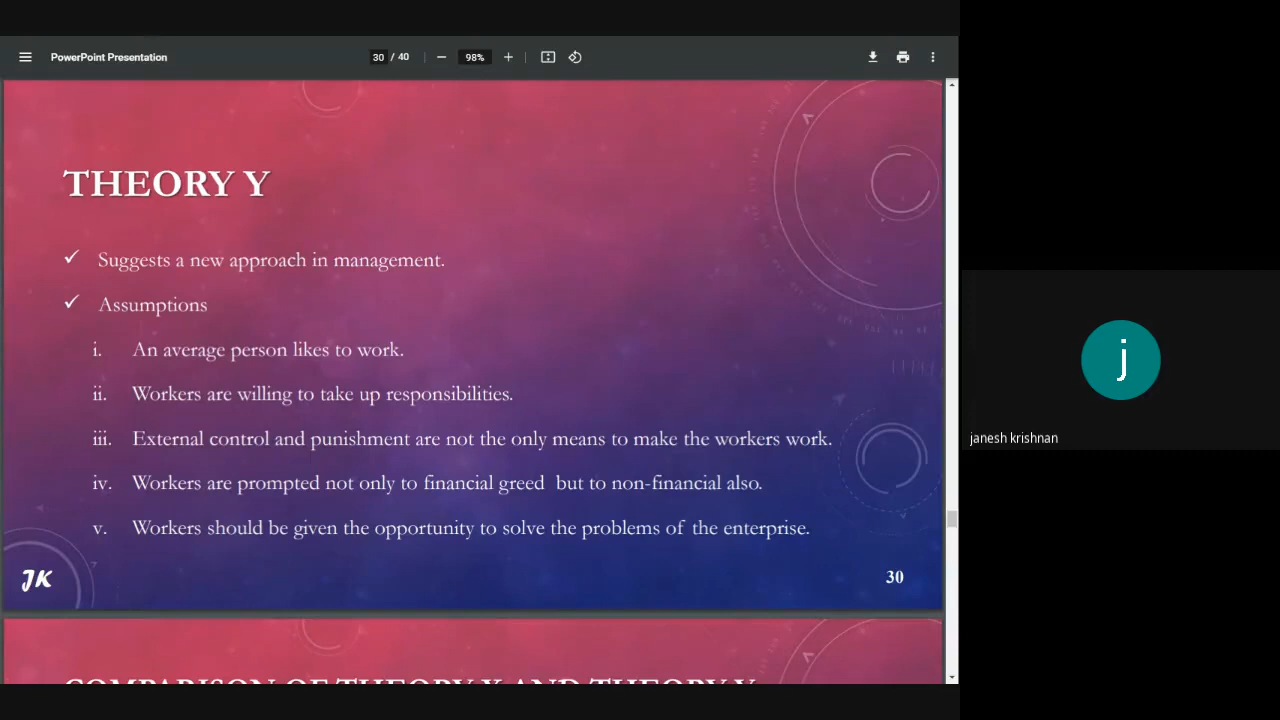 PowerPoint Presentation 30 / 40 98%
THEORY Y
✓ Suggests a new approach in management.
✓ Assumptions
i. An average person likes to work.
ii. Workers are willing to take up responsibilities.
iii. External control and punishment are not the only means to make the workers work.
iv. Workers are prompted not only to financial greed but to non-financial also.
v. Workers should be given the opportunity to solve the problems of the enterprise.
JK 30
COMPARISON OF THEORY X AND THEORY Y
j
janesh krishnan